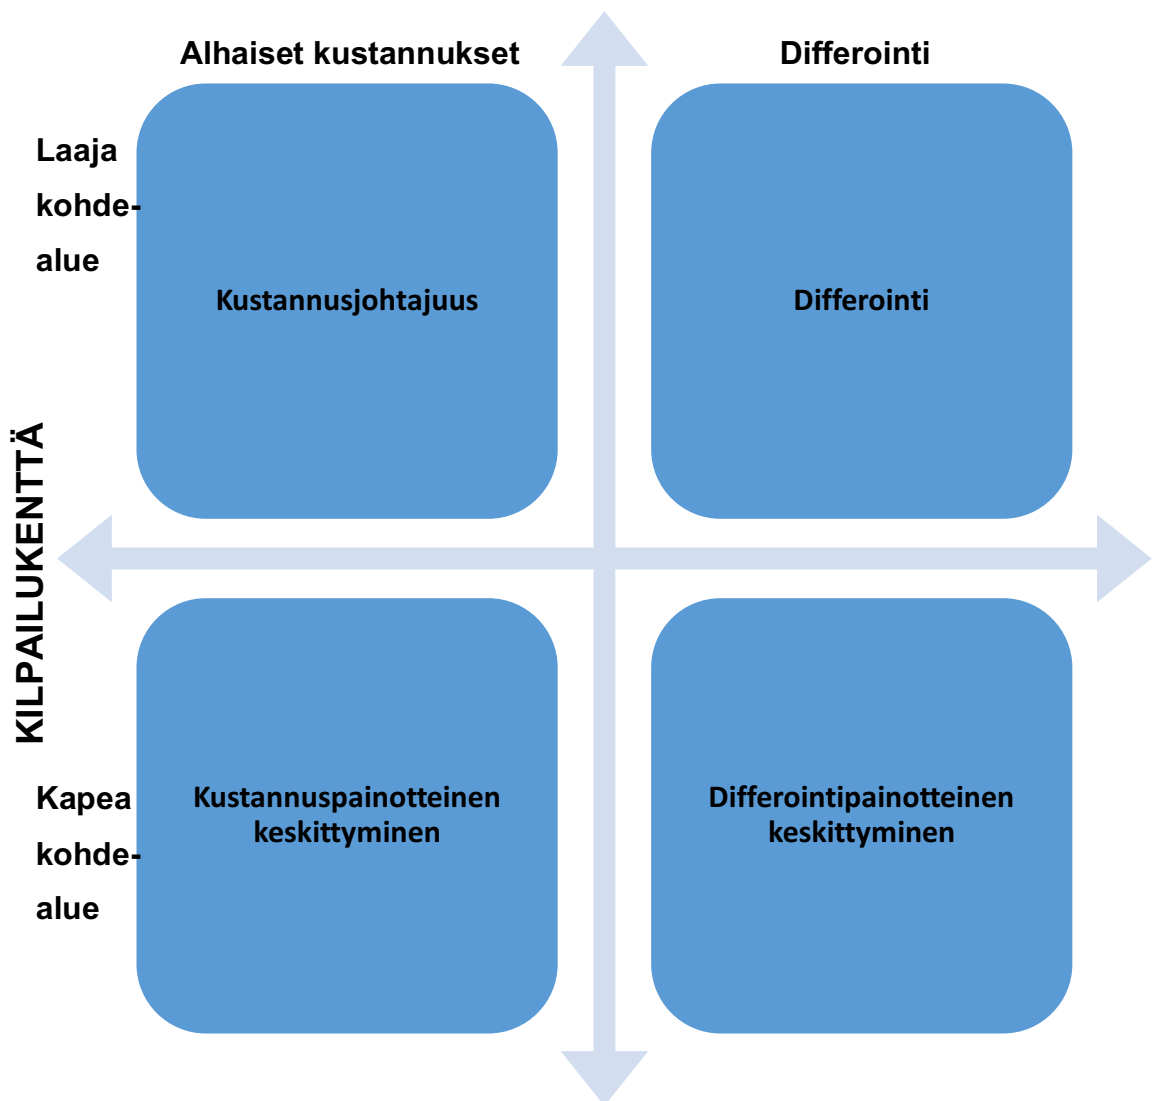 Alhaiset kustannukset
Differointi
Laaja
kohde-
alue
Kustannusjohtajuus
Differointi
KILPAILUKENTTÄ
Kapea
kohde-
alue
Kustannuspainotteinen
keskittyminen
Differointipainotteinen
keskittyminen